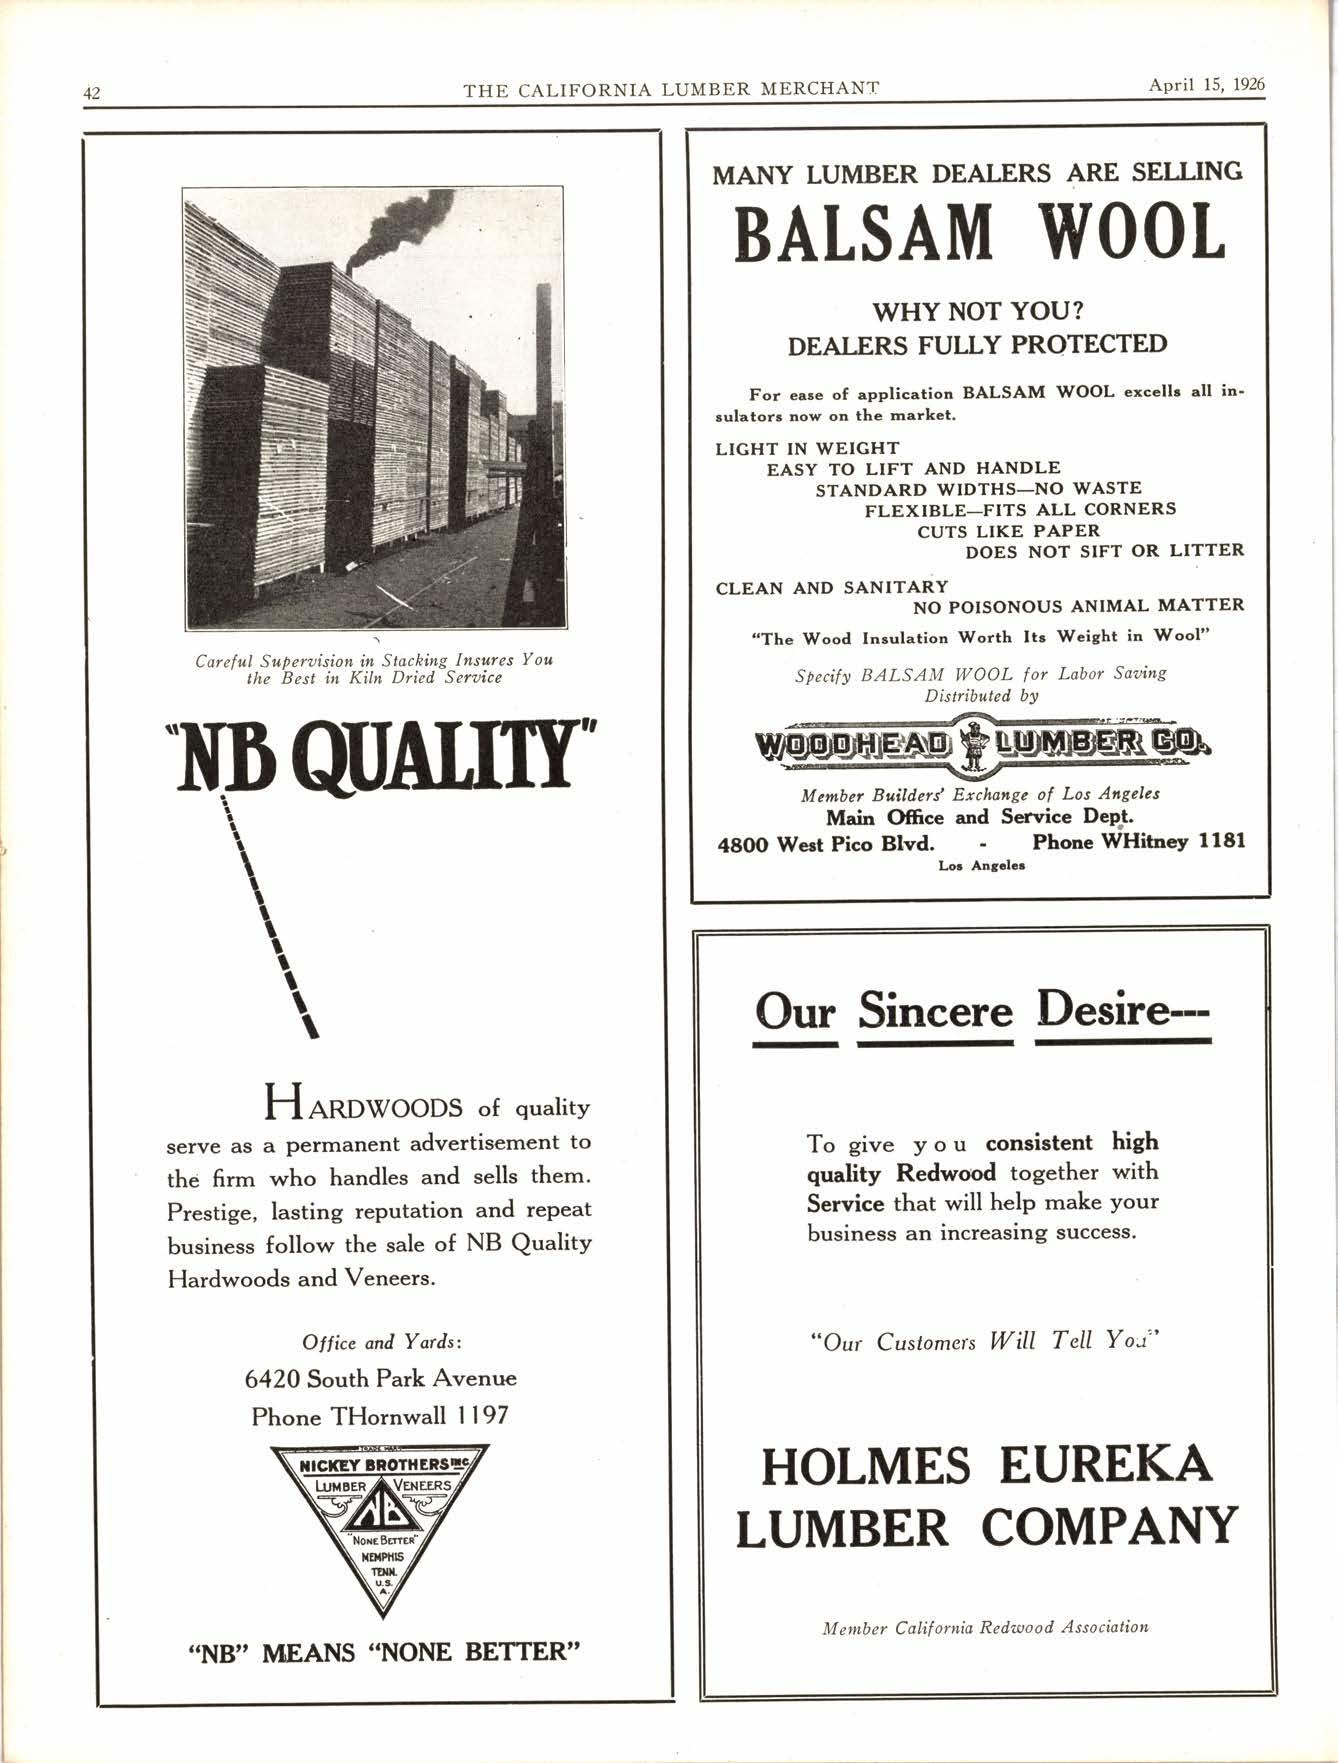 42
THE CALIFORNIA LUMBER MERCHANT
April 15, 1926
Careful Supervision in Stacking Insures You
the Best in Kiln Dried Service
"NB QUALITY"
HARDWOODS of quality
serve as a permanent advertisement to
the firm who handles and sells them.
Prestige, lasting reputation and repeat
business follow the sale of NB Quality
Hardwoods and Veneers.
Office and Yards:
6420 South Park Avenue
Phone THornwall 1197
TRADE MARK
NICKEY BROTHERS INC.
LUMBER VENEERS
NB
"NONE BETTER"
MEMPHIS
TENN.
U.S.
A.
"NB" MEANS "NONE BETTER"
MANY LUMBER DEALERS ARE SELLING
BALSAM WOOL
WHY NOT YOU?
DEALERS FULLY PROTECTED
For ease of application BALSAM WOOL excells all in-
sulators now on the market.
LIGHT IN WEIGHT
EASY TO LIFT AND HANDLE
STANDARD WIDTHS—NO WASTE
FLEXIBLE—FITS ALL CORNERS
CUTS LIKE PAPER
DOES NOT SIFT OR LITTER
CLEAN AND SANITARY
NO POISONOUS ANIMAL MATTER
"The Wood Insulation Worth Its Weight in Wool"
Specify BALSAM WOOL for Labor Saving
Distributed by
WOODHEAD LUMBER CO.
Member Builders' Exchange of Los Angeles
Main Office and Service Dept.
4800 West Pico Blvd. - Phone WHitney 1181
Los Angeles
Our Sincere Desire---
To give you consistent high
quality Redwood together with
Service that will help make your
business an increasing success.
"Our Customers Will Tell You"
HOLMES EUREKA
LUMBER COMPANY
Member California Redwood Association